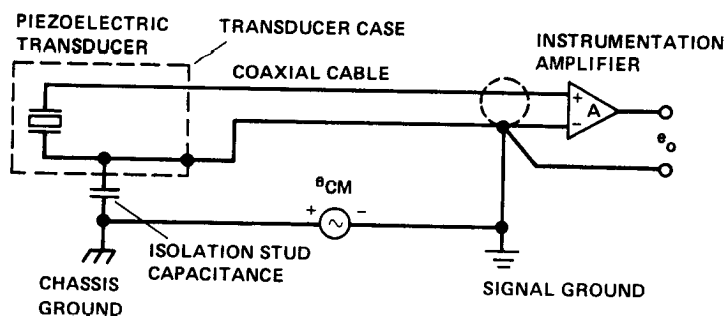 PIEZOELECTRIC
TRANSDUCER
TRANSDUCER CASE
INSTRUMENTATION
AMPLIFIER
COAXIAL CABLE
+
A
−
eo
eCM
+
−
ISOLATION STUD
CAPACITANCE
CHASSIS
GROUND
SIGNAL GROUND